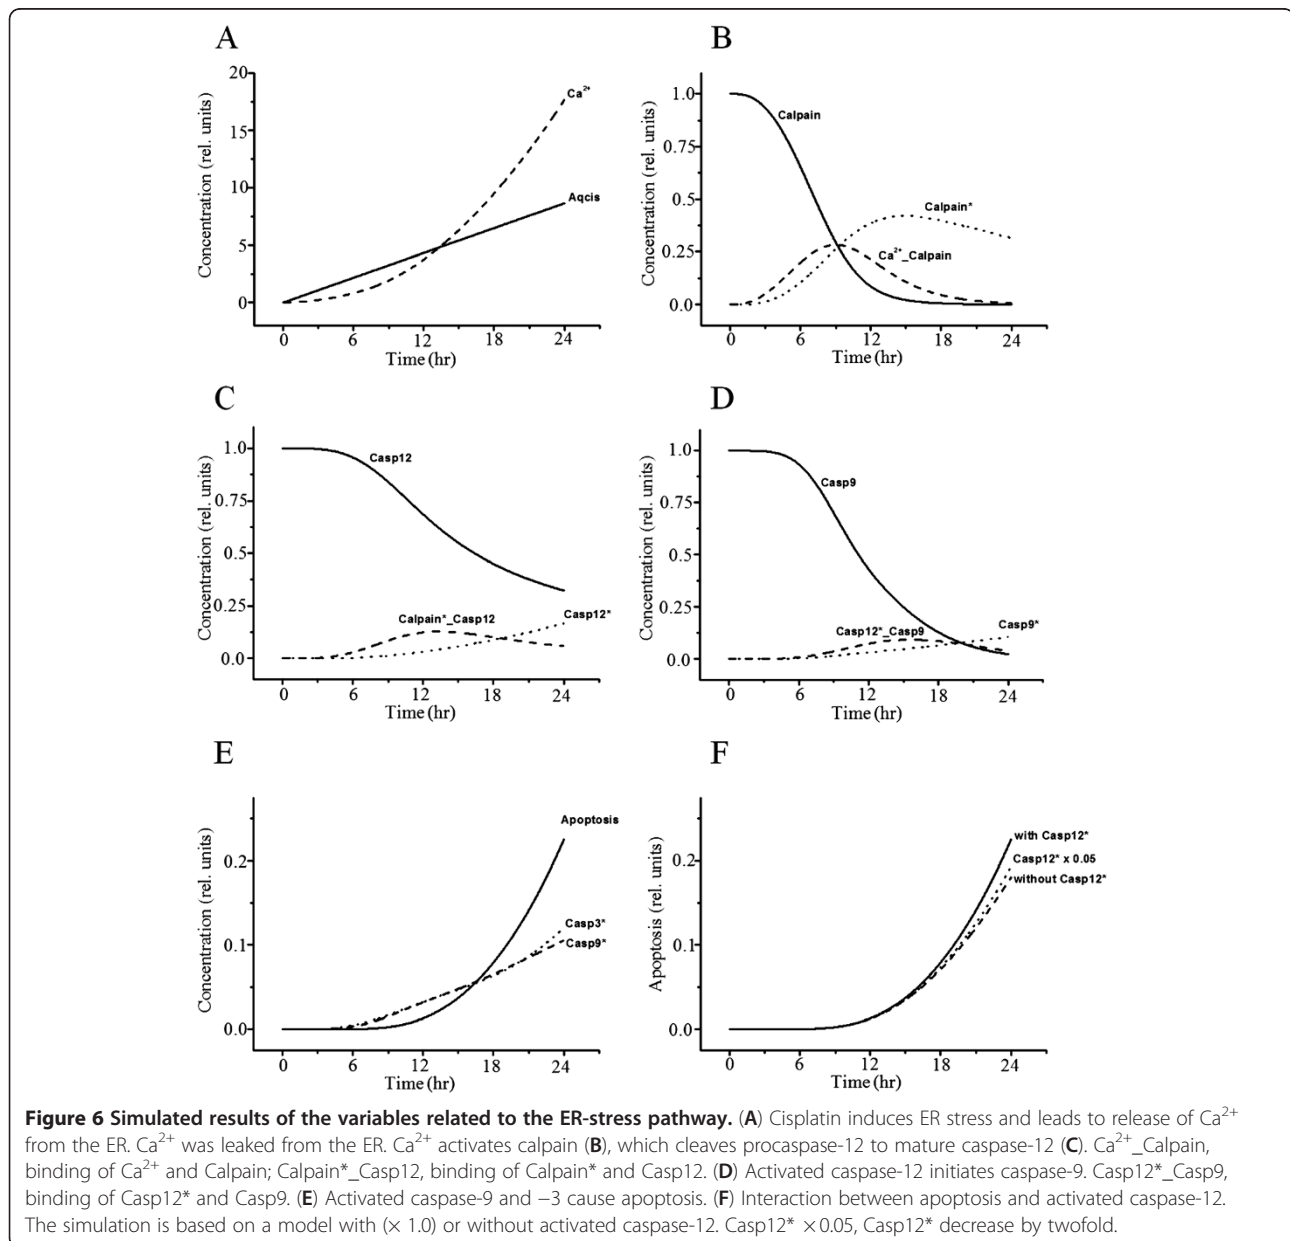 A
Concentration (rel. units)
20
15
10
5
0
Ca²⁺
Aqcis
0 6 12 18 24
Time (hr)
B
Concentration (rel. units)
1.0
0.75
0.5
0.25
0.0
Calpain
Calpain*
Ca²⁺_Calpain
0 6 12 18 24
Time (hr)
C
Concentration (rel. units)
1.0
0.75
0.5
0.25
0.0
Casp12
Calpain*_Casp12
Casp12*
0 6 12 18 24
Time (hr)
D
Concentration (rel. units)
1.0
0.75
0.5
0.25
0.0
Casp9
Casp12*_Casp9
Casp9*
0 6 12 18 24
Time (hr)
E
Concentration (rel. units)
0.2
0.1
0.0
Apoptosis
Casp3*
Casp9*
0 6 12 18 24
Time (hr)
F
Apoptosis (rel. units)
0.2
0.1
0.0
with Casp12*
Casp12* x 0.05
without Casp12*
0 6 12 18 24
Time (hr)
Figure 6 Simulated results of the variables related to the ER-stress pathway. (A) Cisplatin induces ER stress and leads to release of Ca²⁺
from the ER. Ca²⁺ was leaked from the ER. Ca²⁺ activates calpain (B), which cleaves procaspase-12 to mature caspase-12 (C). Ca²⁺_Calpain,
binding of Ca²⁺ and Calpain; Calpain*_Casp12, binding of Calpain* and Casp12. (D) Activated caspase-12 initiates caspase-9. Casp12*_Casp9,
binding of Casp12* and Casp9. (E) Activated caspase-9 and −3 cause apoptosis. (F) Interaction between apoptosis and activated caspase-12.
The simulation is based on a model with (× 1.0) or without activated caspase-12. Casp12* ×0.05, Casp12* decrease by twofold.